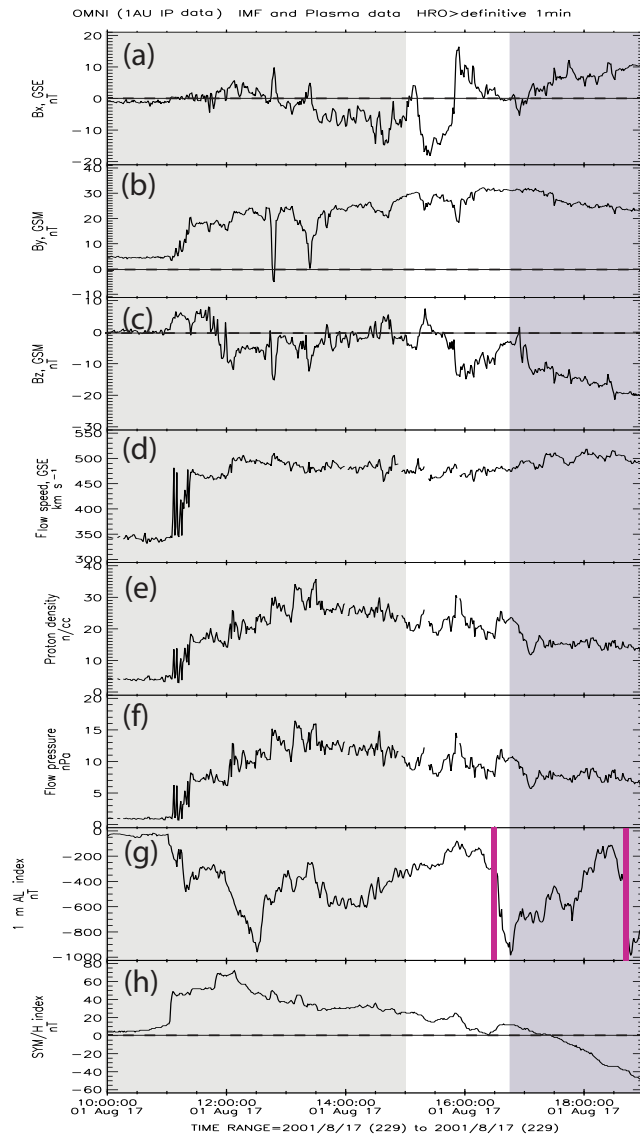 OMNI (1AU IP data) IMF and Plasma data HRO>definitive 1min
(a)
Bx, GSE
nT
20
10
0
-10
-20
(b)
By, GSM
nT
40
30
20
10
0
-10
(c)
Bz, GSM
nT
10
0
-10
-20
-30
(d)
Flow speed, GSE
km s⁻¹
550
500
450
400
350
300
(e)
Proton density
n/cc
40
30
20
10
0
(f)
Flow pressure
nPa
20
15
10
5
0
(g)
1 m AL index
nT
0
-200
-400
-600
-800
-1000
(h)
SYM/H index
nT
80
60
40
20
0
-20
-40
-60
10:00:00 12:00:00 14:00:00 16:00:00 18:00:00
01 Aug 17 01 Aug 17 01 Aug 17 01 Aug 17 01 Aug 17
TIME RANGE=2001/8/17 (229) to 2001/8/17 (229)